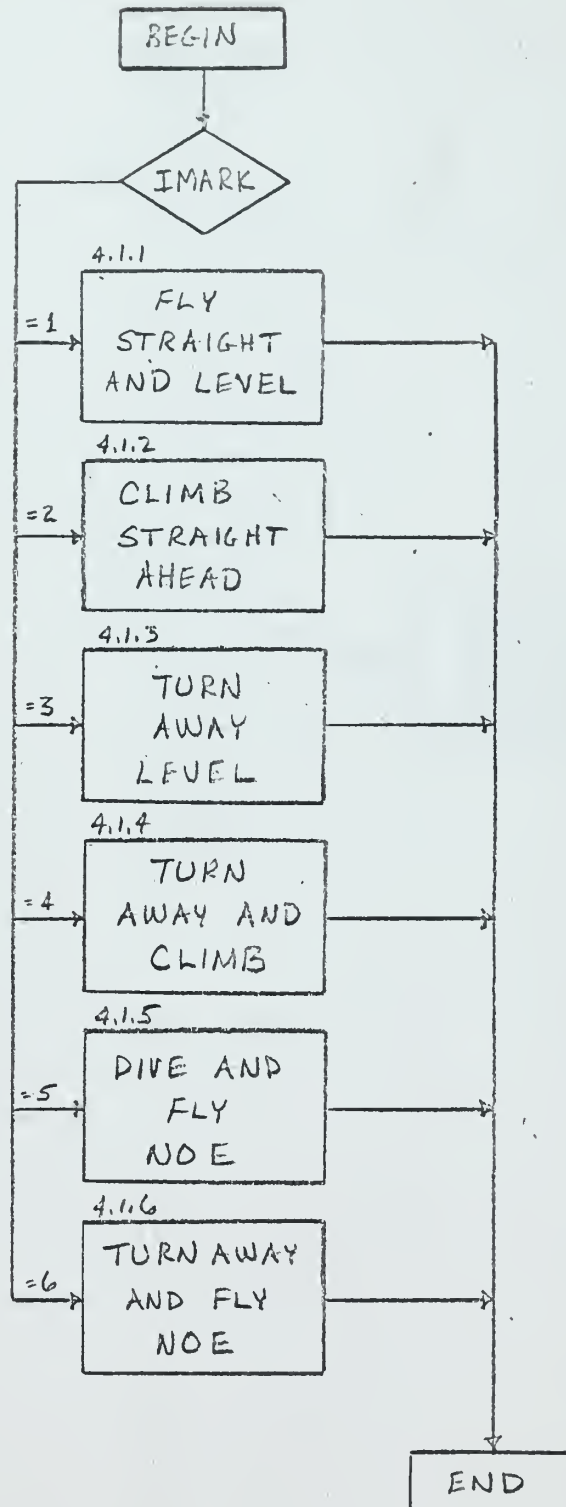 BEGIN
IMARK
4.1.1
=1
FLY
STRAIGHT
AND LEVEL
4.1.2
=2
CLIMB
STRAIGHT
AHEAD
4.1.3
=3
TURN
AWAY
LEVEL
4.1.4
=4
TURN
AWAY AND
CLIMB
4.1.5
=5
DIVE AND
FLY
NOE
4.1.6
=6
TURN AWAY
AND FLY
NOE
END